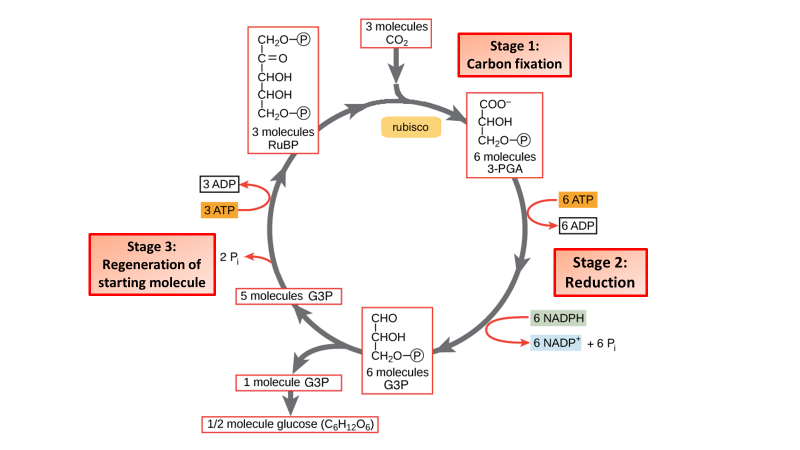 3 molecules
CO₂
Stage 1:
Carbon fixation
CH₂O–Ⓟ
C=O
CHOH
CHOH
CH₂O–Ⓟ
3 molecules
RuBP
rubisco
COO⁻
CHOH
CH₂O–Ⓟ
6 molecules
3-PGA
3 ADP
3 ATP
6 ATP
6 ADP
Stage 3:
Regeneration of
starting molecule
2 Pᵢ
Stage 2:
Reduction
5 molecules G3P
6 NADPH
6 NADP⁺ + 6 Pᵢ
CHO
CHOH
CH₂O–Ⓟ
6 molecules
G3P
1 molecule G3P
1/2 molecule glucose (C₆H₁₂O₆)